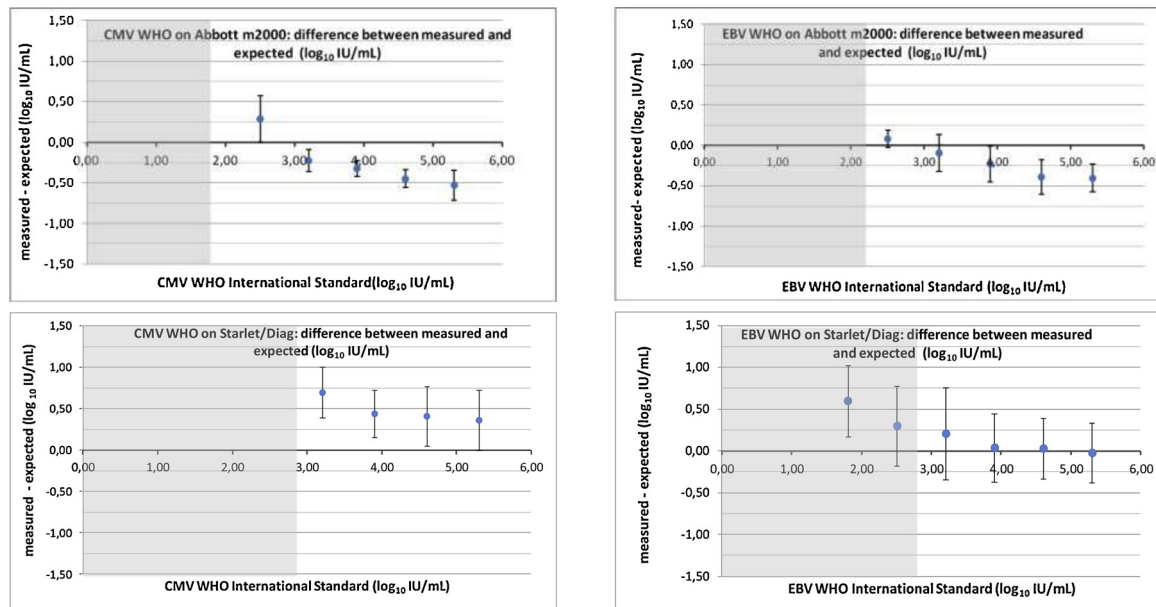 CMV WHO on Abbott m2000: difference between measured and
expected (log10 IU/mL)
measured- expected (log10 IU/mL)
1,50
1,00
0,50
0,00
-0,50
-1,00
-1,50
0,00 1,00 2,00 3,00 4,00 5,00 6,00
CMV WHO International Standard(log10 IU/mL)
EBV WHO on Abbott m2000: difference between measured
and expected (log10 IU/mL)
measured- expected (log10 IU/mL)
1,50
1,00
0,50
0,00
-0,50
-1,00
-1,50
0,00 1,00 2,00 3,00 4,00 5,00 6,00
EBV WHO International Standard (log10 IU/mL)
CMV WHO on Starlet/Diag: difference between measured and
expected (log10 IU/mL)
measured - expected (log 10 IU/mL)
1,50
1,00
0,50
0,00
-0,50
-1,00
-1,50
0,00 1,00 2,00 3,00 4,00 5,00 6,00
CMV WHO International Standard (log10 IU/mL)
EBV WHO on Starlet/Diag: difference between measured
and expected (log10 IU/mL)
measured - expected (log10 IU/mL)
1,50
1,00
0,50
0,00
-0,50
-1,00
-1,50
0,00 1,00 2,00 3,00 4,00 5,00 6,00
EBV WHO International Standard (log10 IU/mL)